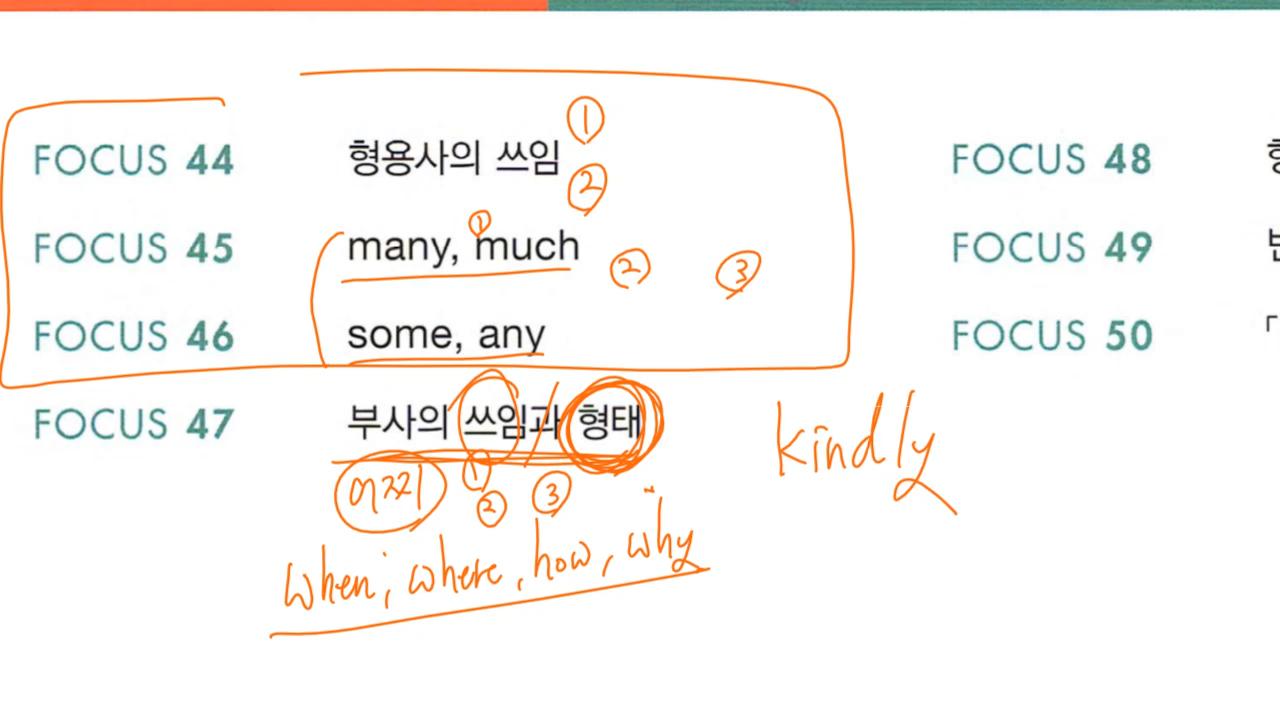 FOCUS 44 형용사의 쓰임 ①
②
FOCUS 45 many, much ①
② ③
FOCUS 46 some, any
FOCUS 47 부사의 쓰임과 / 형태
① ② ③
when, where, how, why
kindly
FOCUS 48
FOCUS 49
FOCUS 50 「